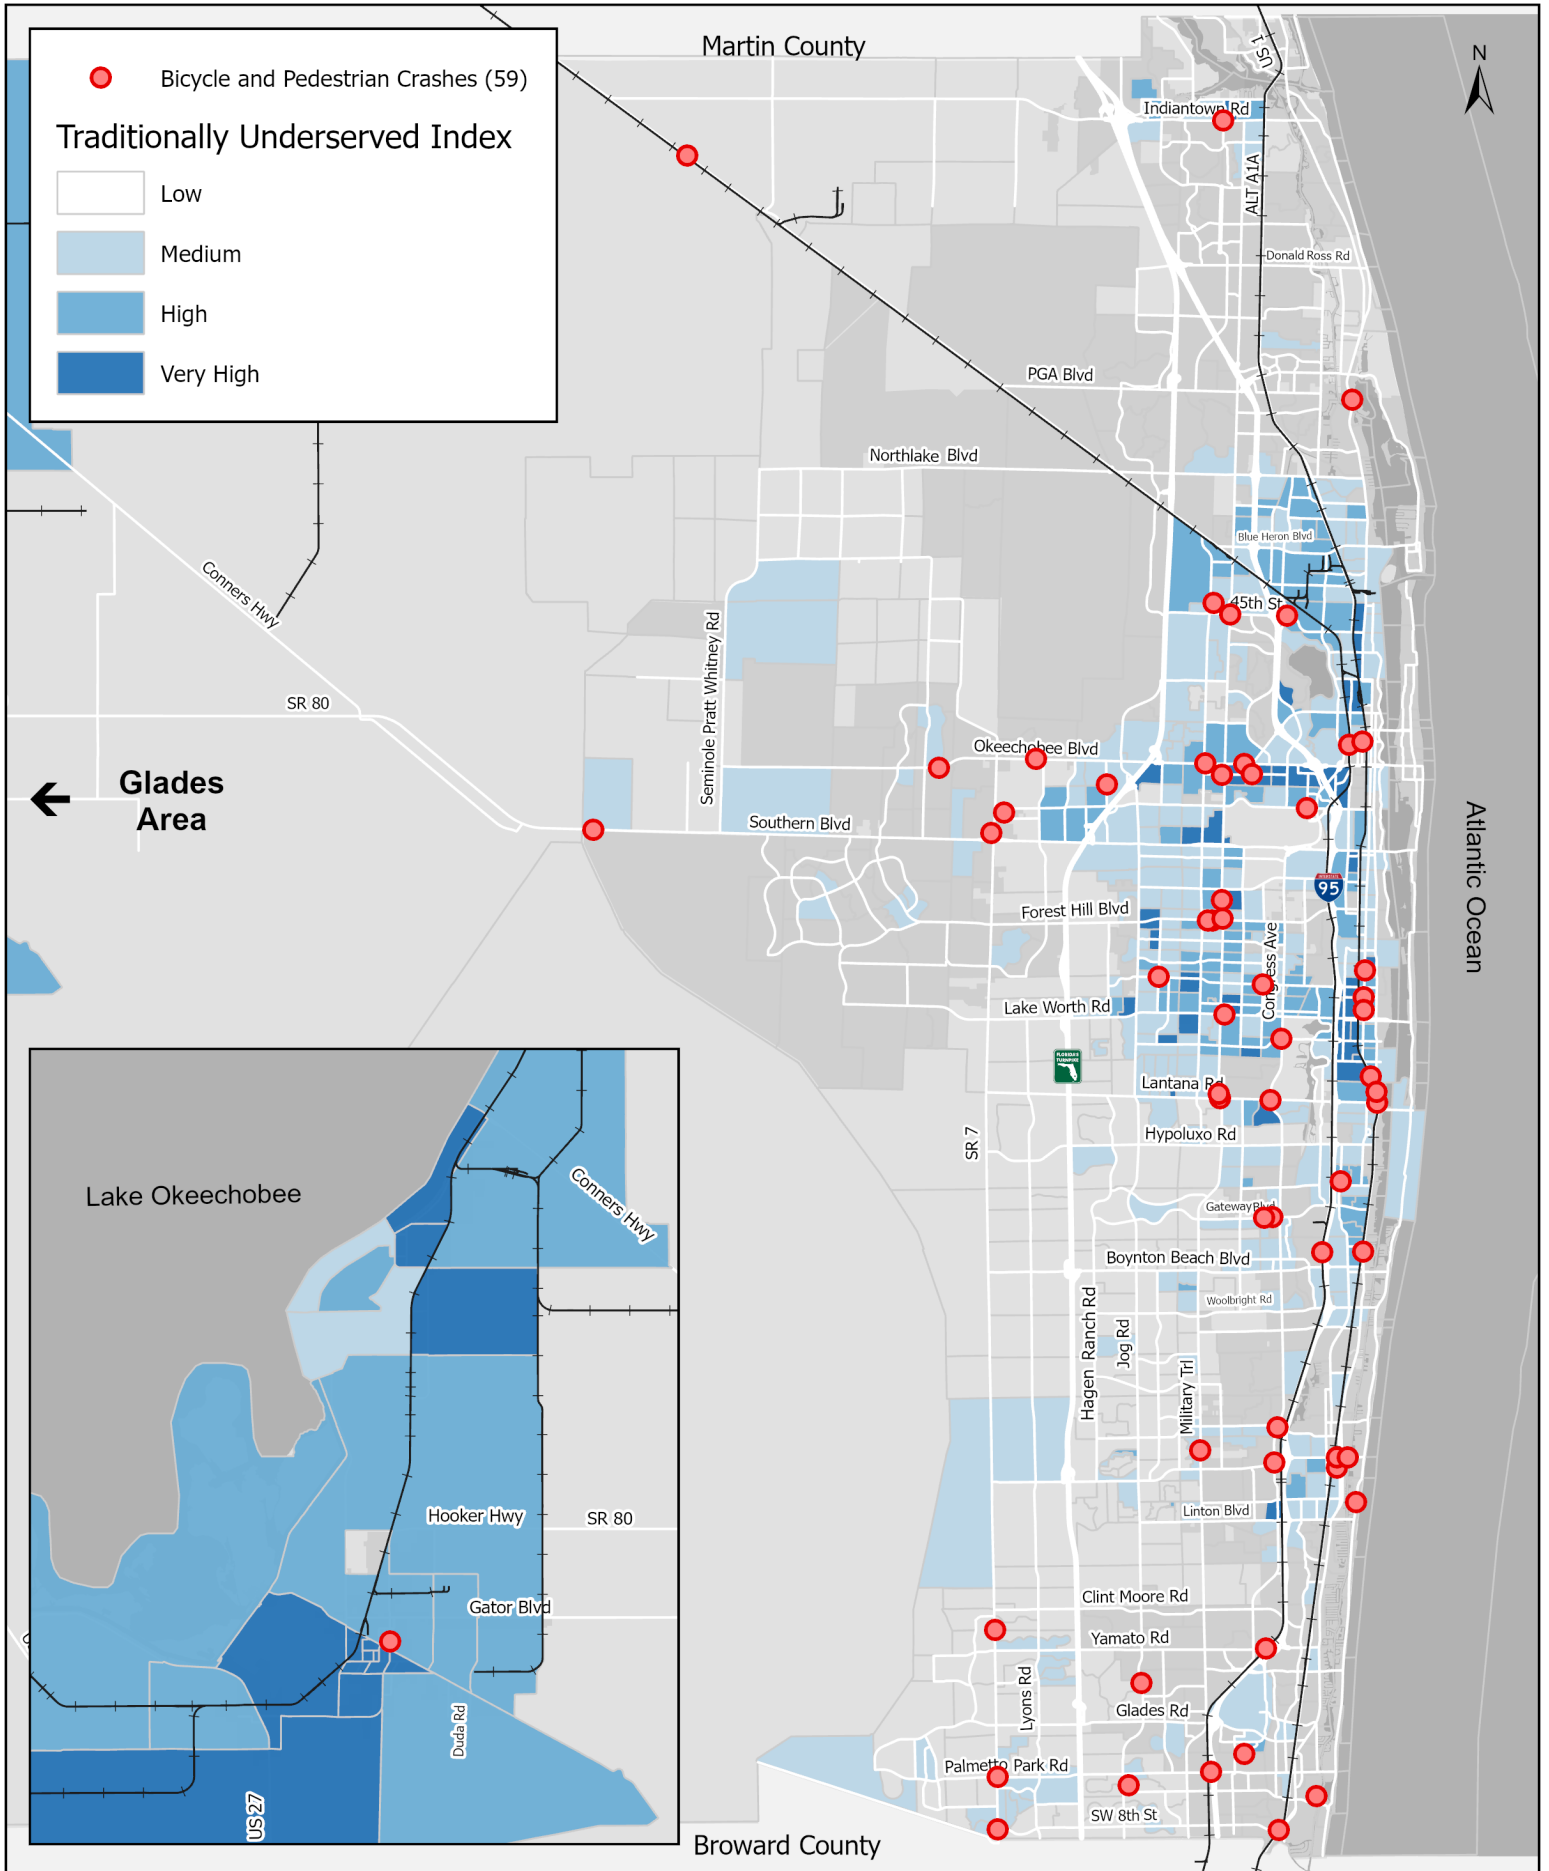 Martin County
US 1
N
Bicycle and Pedestrian Crashes (59)
Traditionally Underserved Index
Low
Medium
High
Very High
Indiantown Rd
ALT A1A
Donald Ross Rd
PGA Blvd
Northlake Blvd
Blue Heron Blvd
Conners Hwy
45th St
Seminole Pratt Whitney Rd
SR 80
Okeechobee Blvd
Glades
Area
Southern Blvd
Atlantic Ocean
95
Forest Hill Blvd
Congress Ave
Lake Worth Rd
FLORIDA'S
TURNPIKE
Lantana Rd
SR 7
Hypoluxo Rd
Lake Okeechobee
Conners Hwy
Gateway Blvd
Boynton Beach Blvd
Woolbright Rd
Hagen Ranch Rd
Jog Rd
Military Trl
Hooker Hwy
SR 80
Linton Blvd
Gator Blvd
Clint Moore Rd
Yamato Rd
Lyons Rd
Glades Rd
Duda Rd
Palmetto Park Rd
US 27
SW 8th St
Broward County